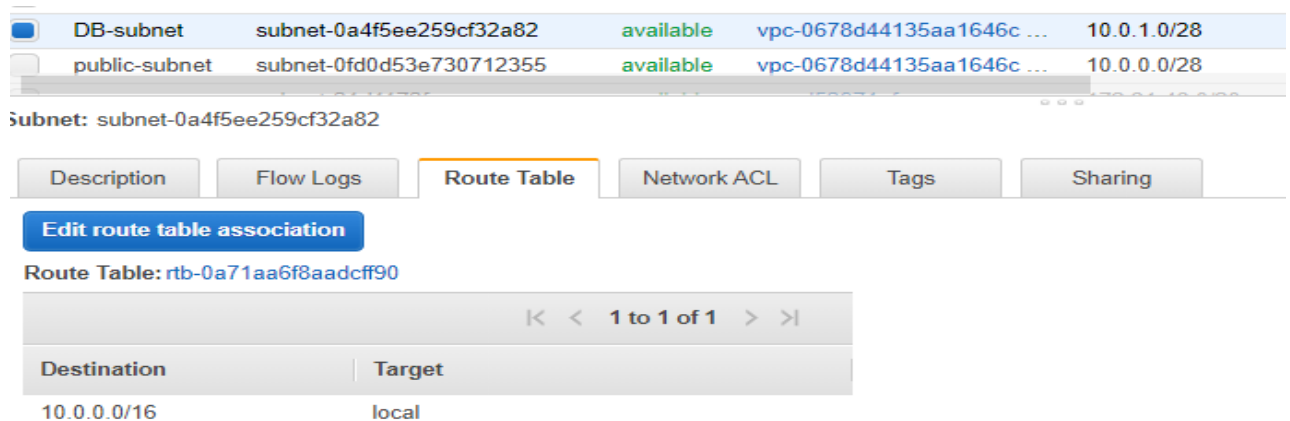 DB-subnet subnet-0a4f5ee259cf32a82 available vpc-0678d44135aa1646c ... 10.0.1.0/28
public-subnet subnet-0fd0d53e730712355 available vpc-0678d44135aa1646c ... 10.0.0.0/28
Subnet: subnet-0a4f5ee259cf32a82
Description Flow Logs Route Table Network ACL Tags Sharing
Edit route table association
Route Table: rtb-0a71aa6f8aadcff90
|< < 1 to 1 of 1 > >|
Destination Target
10.0.0.0/16 local